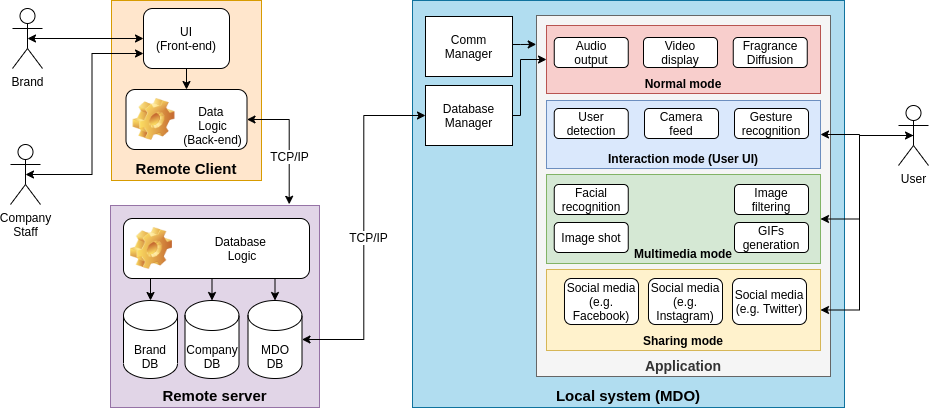 Brand
Company
Staff
UI
(Front-end)
Data
Logic
(Back-end)
Remote Client
TCP/IP
Database
Logic
Brand
DB
Company
DB
MDO
DB
Remote server
TCP/IP
Comm
Manager
Database
Manager
Audio
output
Video
display
Fragrance
Diffusion
Normal mode
User
detection
Camera
feed
Gesture
recognition
Interaction mode (User UI)
Facial
recognition
Image
filtering
Image shot
GIFs
generation
Multimedia mode
Social media
(e.g.
Facebook)
Social media
(e.g.
Instagram)
Social media
(e.g. Twitter)
Sharing mode
Application
Local system (MDO)
User